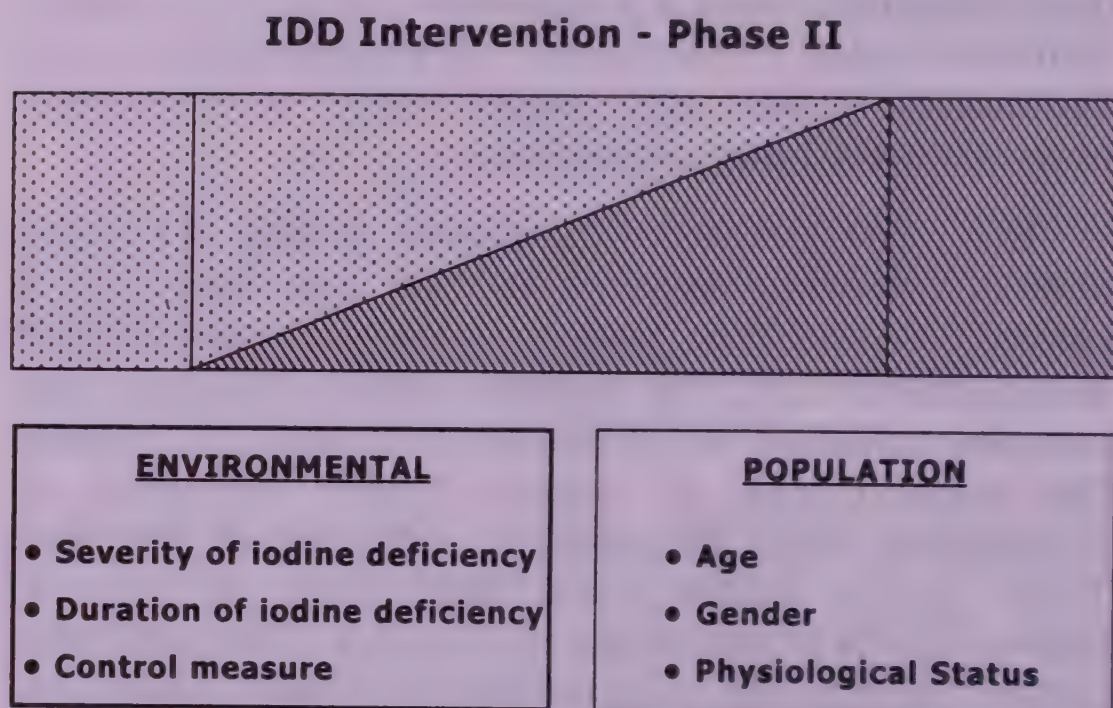 IDD Intervention - Phase II
ENVIRONMENTAL
• Severity of iodine deficiency
• Duration of iodine deficiency
• Control measure
POPULATION
• Age
• Gender
• Physiological Status